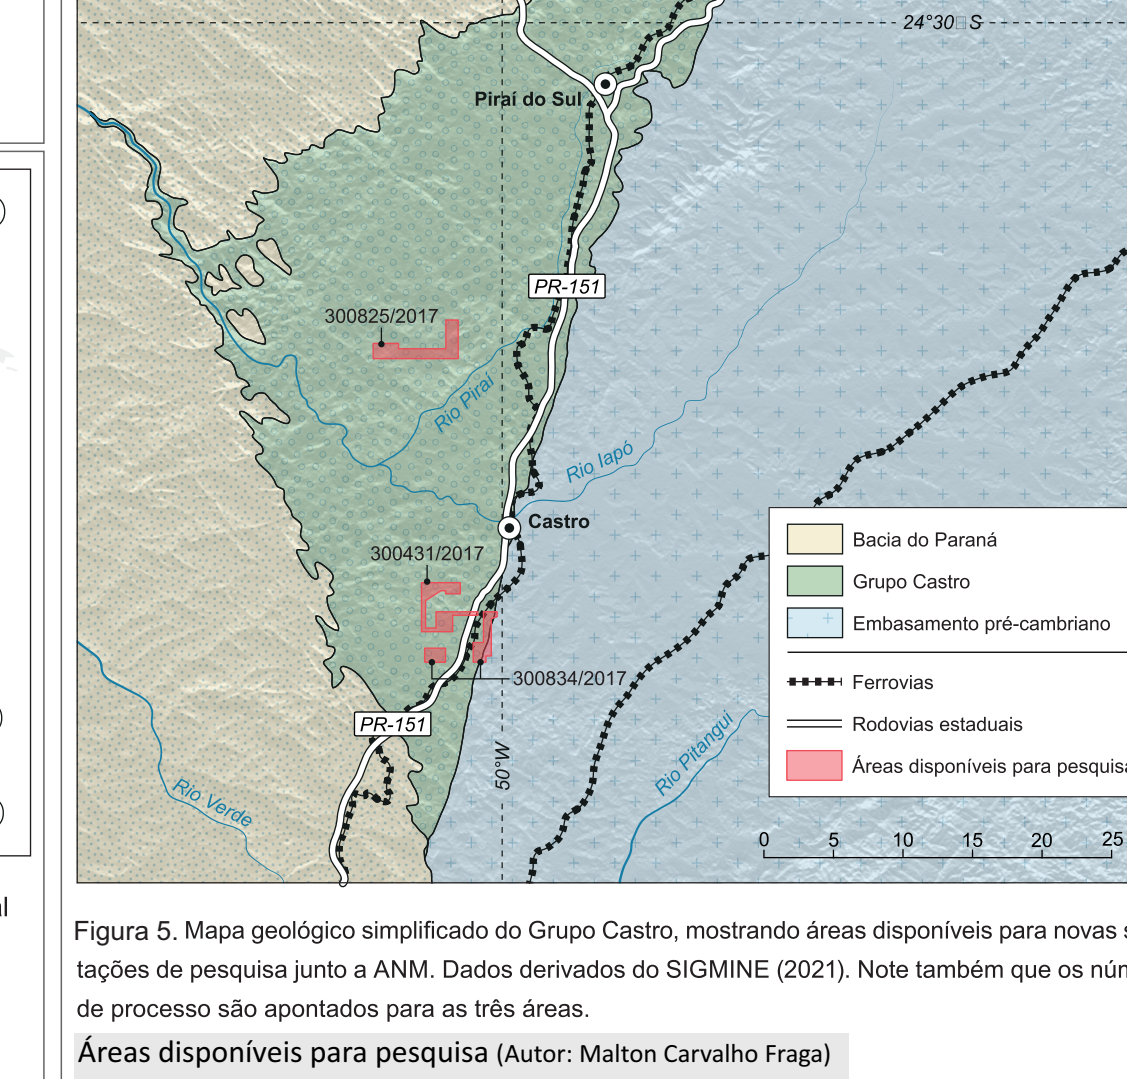 24°30 S
Piraí do Sul
PR-151
300825/2017
Rio Piraí
Rio Iapó
Castro
300431/2017
300834/2017
PR-151
50°W
Rio Verde
Rio Pitangui
Bacia do Paraná
Grupo Castro
Embasamento pré-cambriano
Ferrovias
Rodovias estaduais
Áreas disponíveis para pesquisa
0 5 10 15 20 25
Figura 5. Mapa geológico simplificado do Grupo Castro, mostrando áreas disponíveis para novas s
tações de pesquisa junto a ANM. Dados derivados do SIGMINE (2021). Note também que os núm
de processo são apontados para as três áreas.
Áreas disponíveis para pesquisa (Autor: Malton Carvalho Fraga)